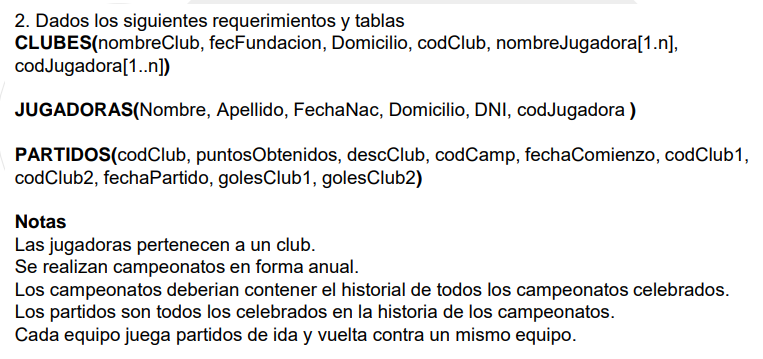 2. Dados los siguientes requerimientos y tablas
CLUBES(nombreClub, fecFundacion, Domicilio, codClub, nombreJugadora[1.n],
codJugadora[1..n])
JUGADORAS(Nombre, Apellido, FechaNac, Domicilio, DNI, codJugadora )
PARTIDOS(codClub, puntosObtenidos, descClub, codCamp, fechaComienzo, codClub1,
codClub2, fechaPartido, golesClub1, golesClub2)
Notas
Las jugadoras pertenecen a un club.
Se realizan campeonatos en forma anual.
Los campeonatos deberian contener el historial de todos los campeonatos celebrados.
Los partidos son todos los celebrados en la historia de los campeonatos.
Cada equipo juega partidos de ida y vuelta contra un mismo equipo.